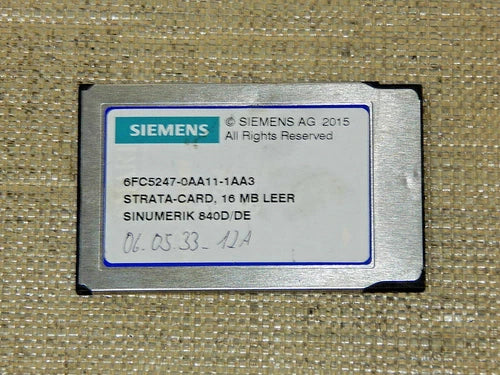 SIEMENS
© SIEMENS AG 2015
All Rights Reserved
6FC5247-0AA11-1AA3
STRATA-CARD, 16 MB LEER
SINUMERIK 840D/DE
06.05.33-12A